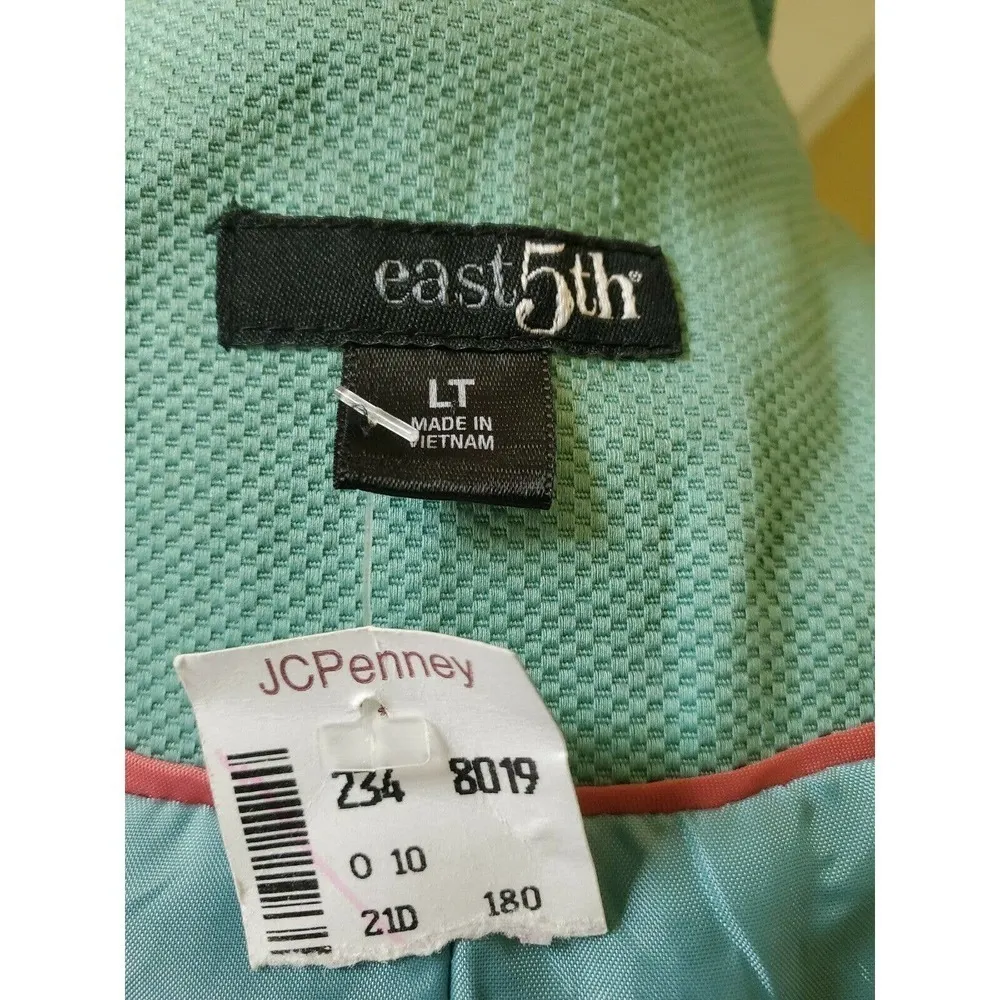 east5th®
LT
MADE IN
VIETNAM
JCPenney
234 8019
0 10
21D 180